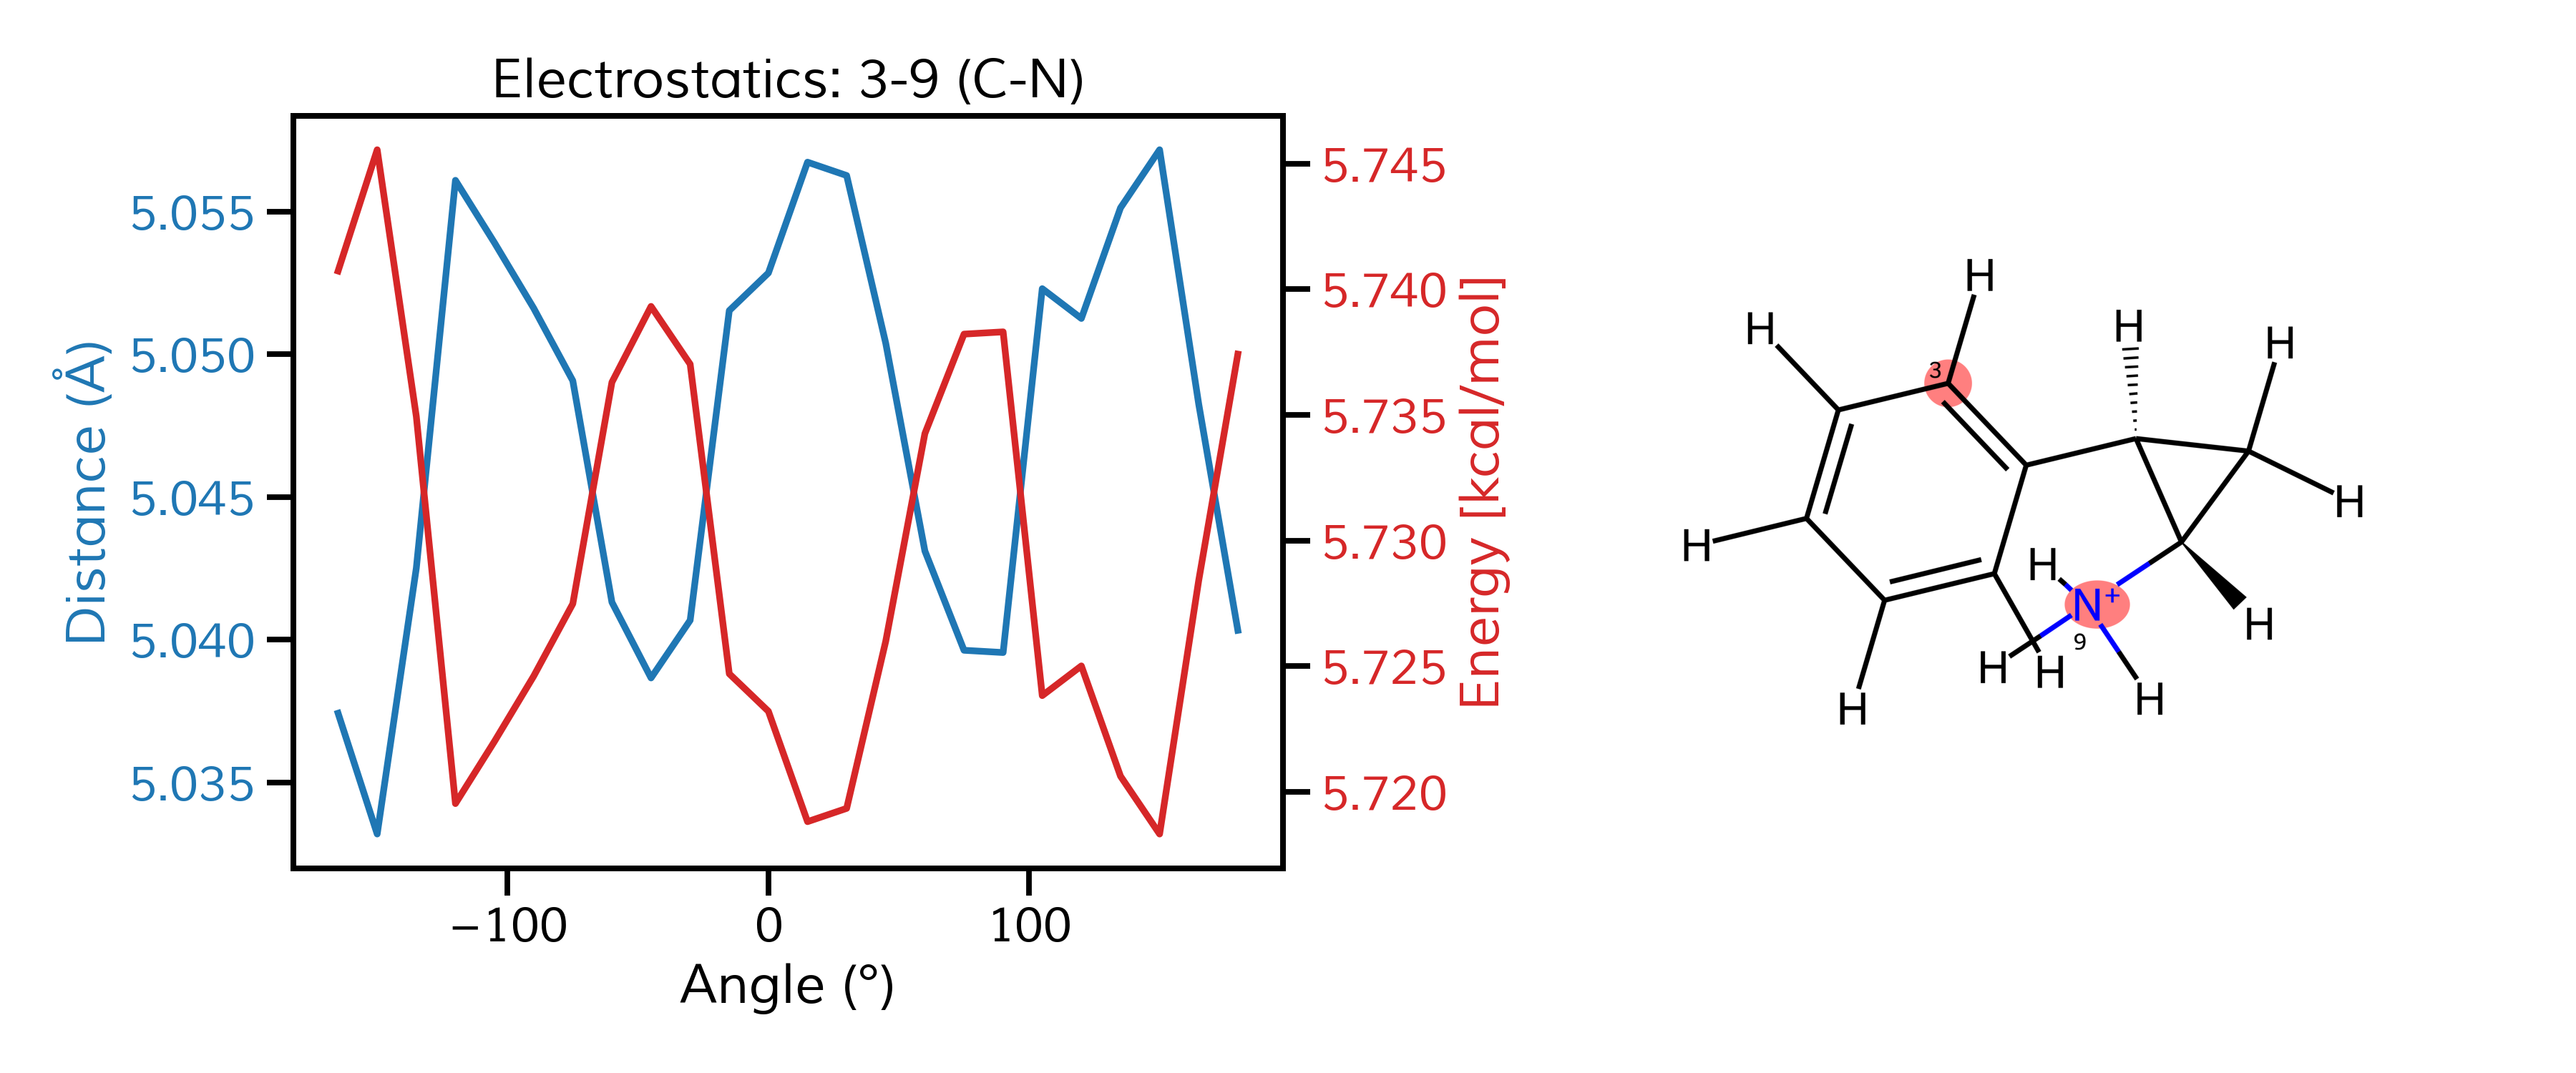 Electrostatics: 3-9 (C-N)
Distance (Å)
5.055
5.050
5.045
5.040
5.035
5.745
5.740
5.735
5.730
5.725
5.720
Energy [kcal/mol]
−100 0 100
Angle (°)
H
H
H
H
3
H
H
H
H
N⁺
9
H
H
H
H
H